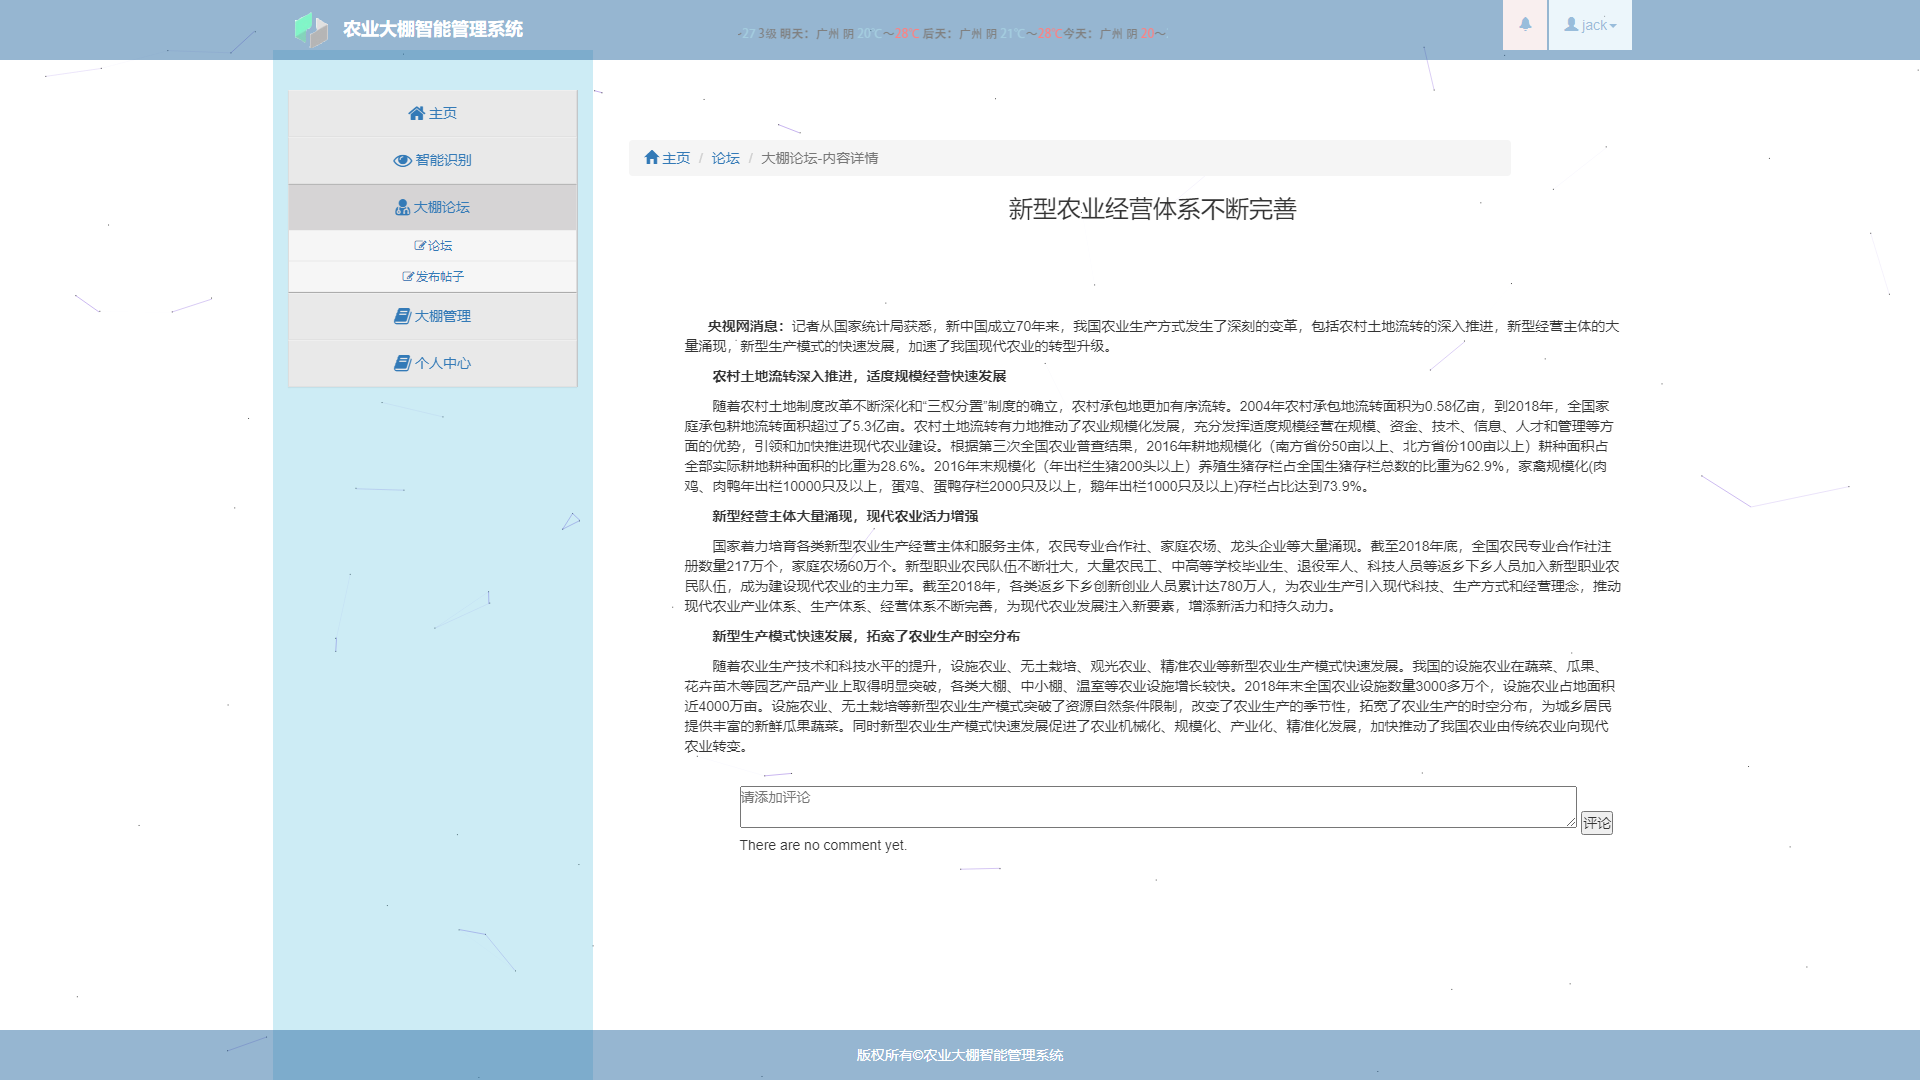 农业大棚智能管理系统
27 3级 明天：广州 阴 20℃～28℃ 后天：广州 阴 21℃～28℃ 今天：广州 阴 20～
jack
主页
智能识别
大棚论坛
论坛
发布帖子
大棚管理
个人中心
主页 / 论坛 / 大棚论坛-内容详情
新型农业经营体系不断完善
央视网消息：记者从国家统计局获悉，新中国成立70年来，我国农业生产方式发生了深刻的变革，包括农村土地流转的深入推进，新型经营主体的大
量涌现，新型生产模式的快速发展，加速了我国现代农业的转型升级。
农村土地流转深入推进，适度规模经营快速发展
随着农村土地制度改革不断深化和“三权分置”制度的确立，农村承包地更加有序流转。2004年农村承包地流转面积为0.58亿亩，到2018年，全国家
庭承包耕地流转面积超过了5.3亿亩。农村土地流转有力地推动了农业规模化发展，充分发挥适度规模经营在规模、资金、技术、信息、人才和管理等方
面的优势，引领和加快推进现代农业建设。根据第三次全国农业普查结果，2016年耕地规模化（南方省份50亩以上、北方省份100亩以上）耕种面积占
全部实际耕地耕种面积的比重为28.6%。2016年末规模化（年出栏生猪200头以上）养殖生猪存栏占全国生猪存栏总数的比重为62.9%，家禽规模化(肉
鸡、肉鸭年出栏10000只及以上，蛋鸡、蛋鸭存栏2000只及以上，鹅年出栏1000只及以上)存栏占比达到73.9%。
新型经营主体大量涌现，现代农业活力增强
国家着力培育各类新型农业生产经营主体和服务主体，农民专业合作社、家庭农场、龙头企业等大量涌现。截至2018年底，全国农民专业合作社注
册数量217万个，家庭农场60万个。新型职业农民队伍不断壮大，大量农民工、中高等学校毕业生、退役军人、科技人员等返乡下乡人员加入新型职业农
民队伍，成为建设现代农业的主力军。截至2018年，各类返乡下乡创新创业人员累计达780万人，为农业生产引入现代科技、生产方式和经营理念，推动
现代农业产业体系、生产体系、经营体系不断完善，为现代农业发展注入新要素，增添新活力和持久动力。
新型生产模式快速发展，拓宽了农业生产时空分布
随着农业生产技术和科技水平的提升，设施农业、无土栽培、观光农业、精准农业等新型农业生产模式快速发展。我国的设施农业在蔬菜、瓜果、
花卉苗木等园艺产品产业上取得明显突破，各类大棚、中小棚、温室等农业设施增长较快。2018年末全国农业设施数量3000多万个，设施农业占地面积
近4000万亩。设施农业、无土栽培等新型农业生产模式突破了资源自然条件限制，改变了农业生产的季节性，拓宽了农业生产的时空分布，为城乡居民
提供丰富的新鲜瓜果蔬菜。同时新型农业生产模式快速发展促进了农业机械化、规模化、产业化、精准化发展，加快推动了我国农业由传统农业向现代
农业转变。
请添加评论
评论
There are no comment yet.
版权所有©农业大棚智能管理系统